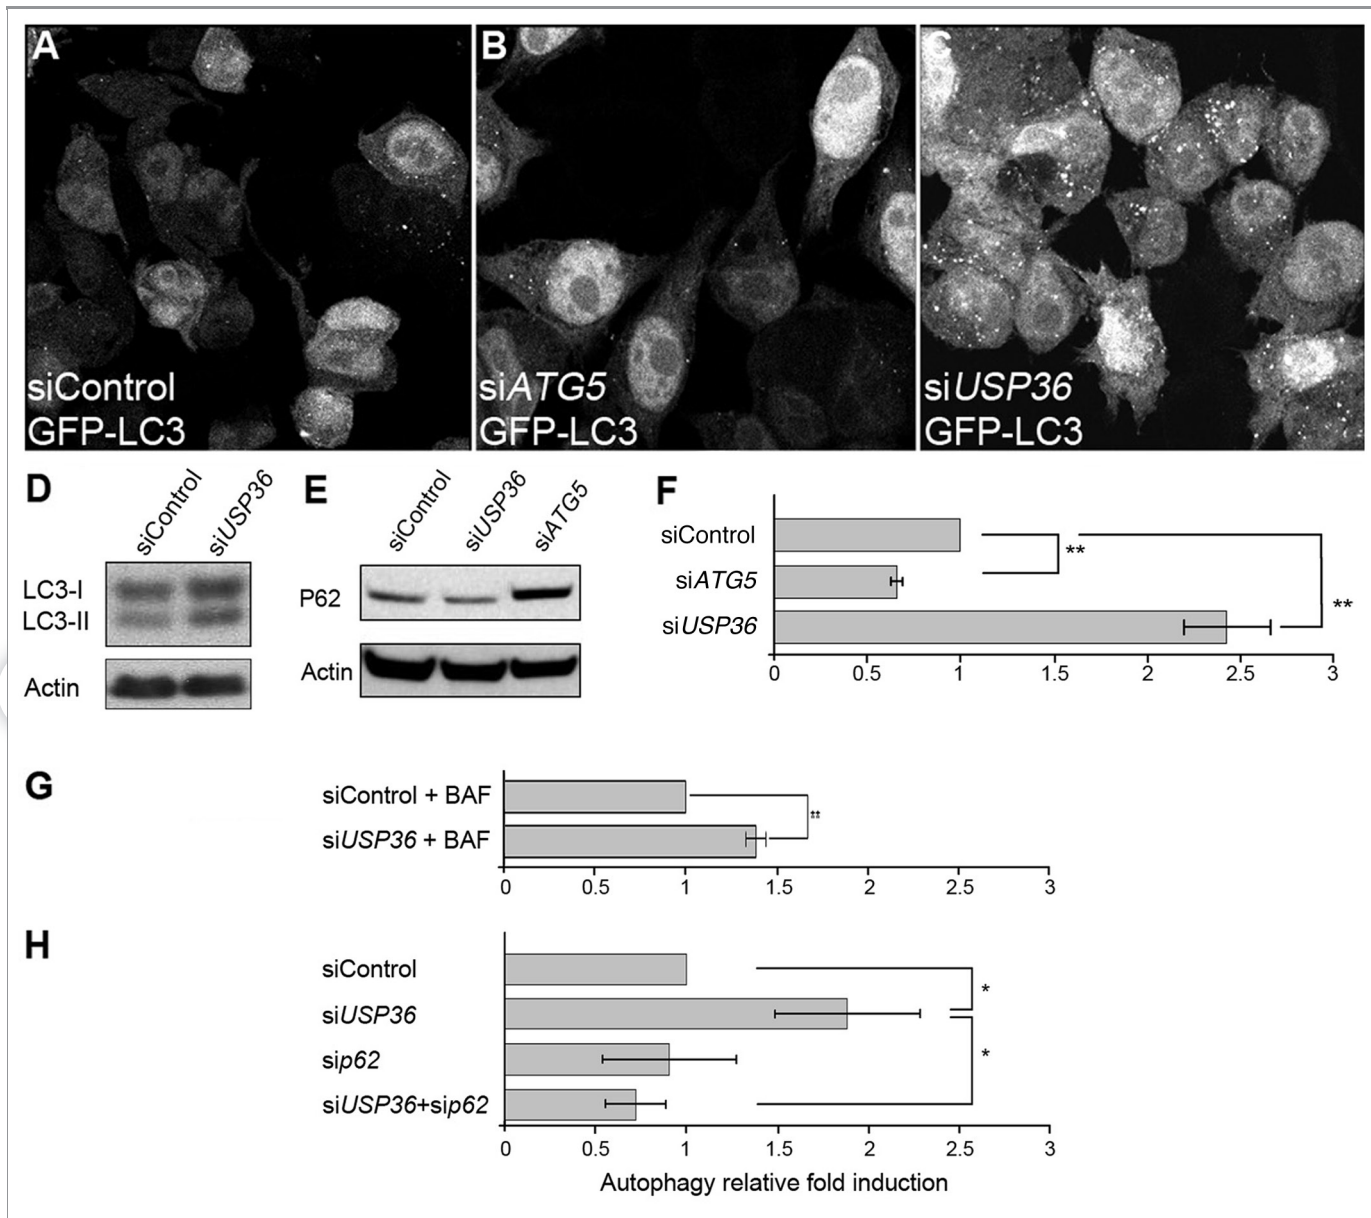 A
siControl
GFP-LC3
B
siATG5
GFP-LC3
C
siUSP36
GFP-LC3
D
siControl
siUSP36
LC3-I
LC3-II
Actin
E
siControl
siUSP36
siATG5
P62
Actin
F
siControl
siATG5
siUSP36
**
**
0 0.5 1 1.5 2 2.5 3
G
siControl + BAF
siUSP36 + BAF
**
0 0.5 1 1.5 2 2.5 3
H
siControl
siUSP36
sip62
siUSP36+sip62
*
*
0 0.5 1 1.5 2 2.5 3
Autophagy relative fold induction